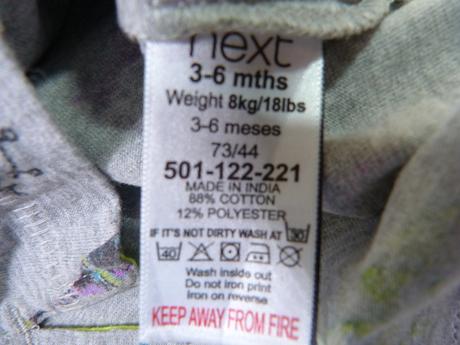 next
3-6 mths
Weight 8kg/18lbs
3-6 meses
73/44
501-122-221
MADE IN INDIA
88% COTTON
12% POLYESTER
IF IT'S NOT DIRTY WASH AT 30
40
Wash inside out
Do not iron print
Iron on reverse
KEEP AWAY FROM FIRE